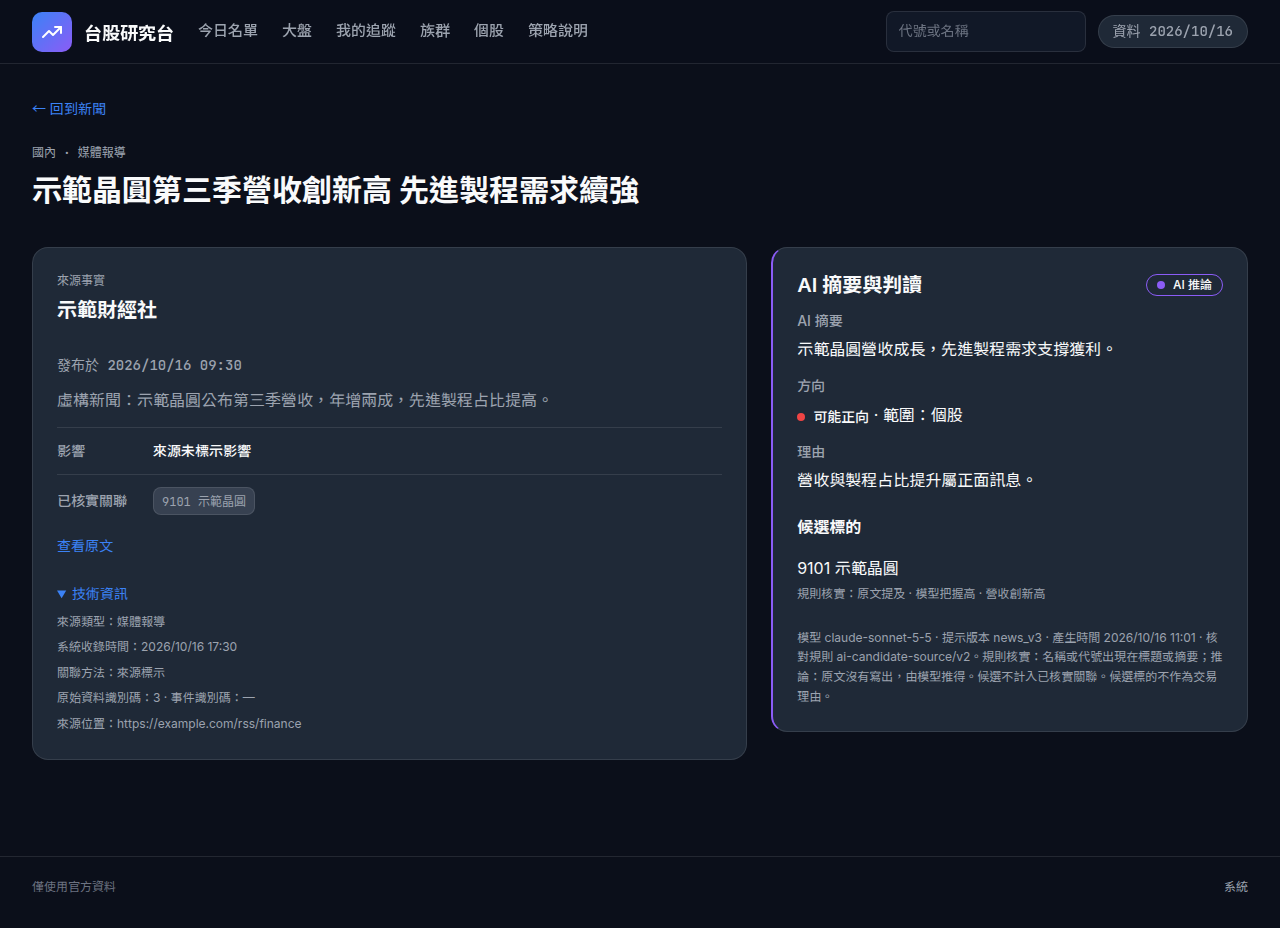 台股研究台
今日名單 大盤 我的追蹤 族群 個股 策略說明
代號或名稱
資料 2026/10/16
← 回到新聞
國內 · 媒體報導
示範晶圓第三季營收創新高 先進製程需求續強
來源事實
示範財經社
發布於 2026/10/16 09:30
虛構新聞：示範晶圓公布第三季營收，年增兩成，先進製程占比提高。
影響 來源未標示影響
已核實關聯 9101 示範晶圓
查看原文
▼ 技術資訊
來源類型：媒體報導
系統收錄時間：2026/10/16 17:30
關聯方法：來源標示
原始資料識別碼：3 · 事件識別碼：—
來源位置：https://example.com/rss/finance
AI 摘要與判讀
AI 推論
AI 摘要
示範晶圓營收成長，先進製程需求支撐獲利。
方向
可能正向 · 範圍：個股
理由
營收與製程占比提升屬正面訊息。
候選標的
9101 示範晶圓
規則核實：原文提及 · 模型把握高 · 營收創新高
模型 claude-sonnet-5-5 · 提示版本 news_v3 · 產生時間 2026/10/16 11:01 · 核
對規則 ai-candidate-source/v2。規則核實：名稱或代號出現在標題或摘要；推
論：原文沒有寫出，由模型推得。候選不計入已核實關聯。候選標的不作為交易
理由。
僅使用官方資料
系統